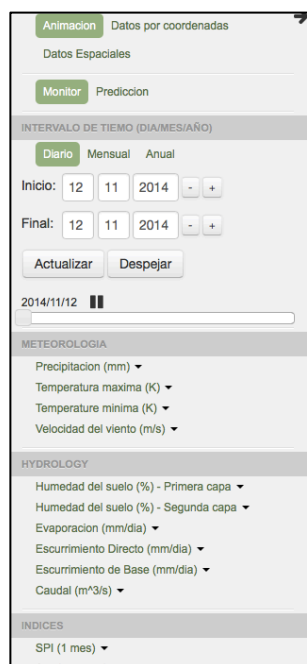 Animacion Datos por coordenadas
Datos Espaciales
Monitor Prediccion
INTERVALO DE TIEMO (DIA/MES/AÑO)
Diario Mensual Anual
Inicio: 12 11 2014 - +
Final: 12 11 2014 - +
Actualizar Despejar
2014/11/12
METEOROLOGIA
Precipitacion (mm)
Temperatura maxima (K)
Temperature minima (K)
Velocidad del viento (m/s)
HYDROLOGY
Humedad del suelo (%) - Primera capa
Humedad del suelo (%) - Segunda capa
Evaporacion (mm/dia)
Escurrimiento Directo (mm/dia)
Escurrimiento de Base (mm/dia)
Caudal (m^3/s)
INDICES
SPI (1 mes)